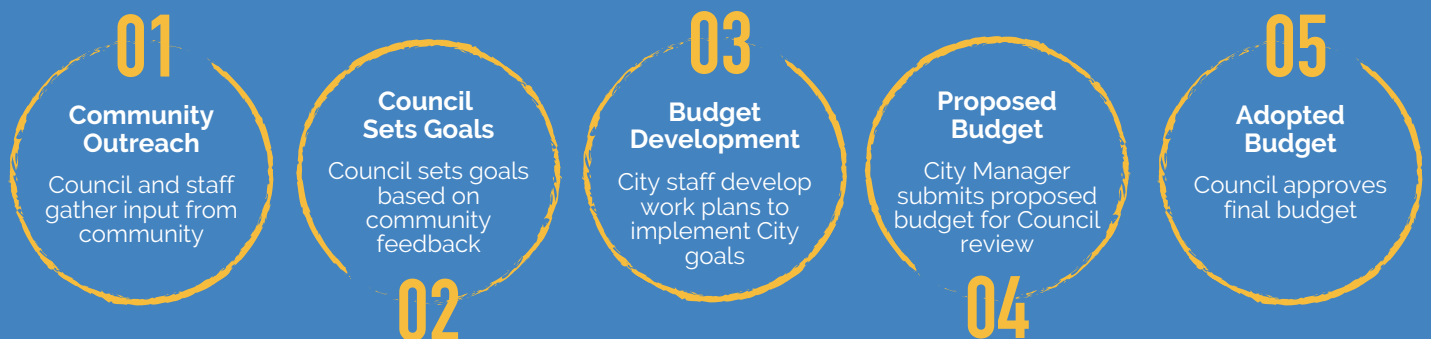 01
Community
Outreach
Council and staff
gather input from
community
Council
Sets Goals
Council sets goals
based on
community
feedback
02
03
Budget
Development
City staff develop
work plans to
implement City
goals
Proposed
Budget
City Manager
submits proposed
budget for Council
review
04
05
Adopted
Budget
Council approves
final budget